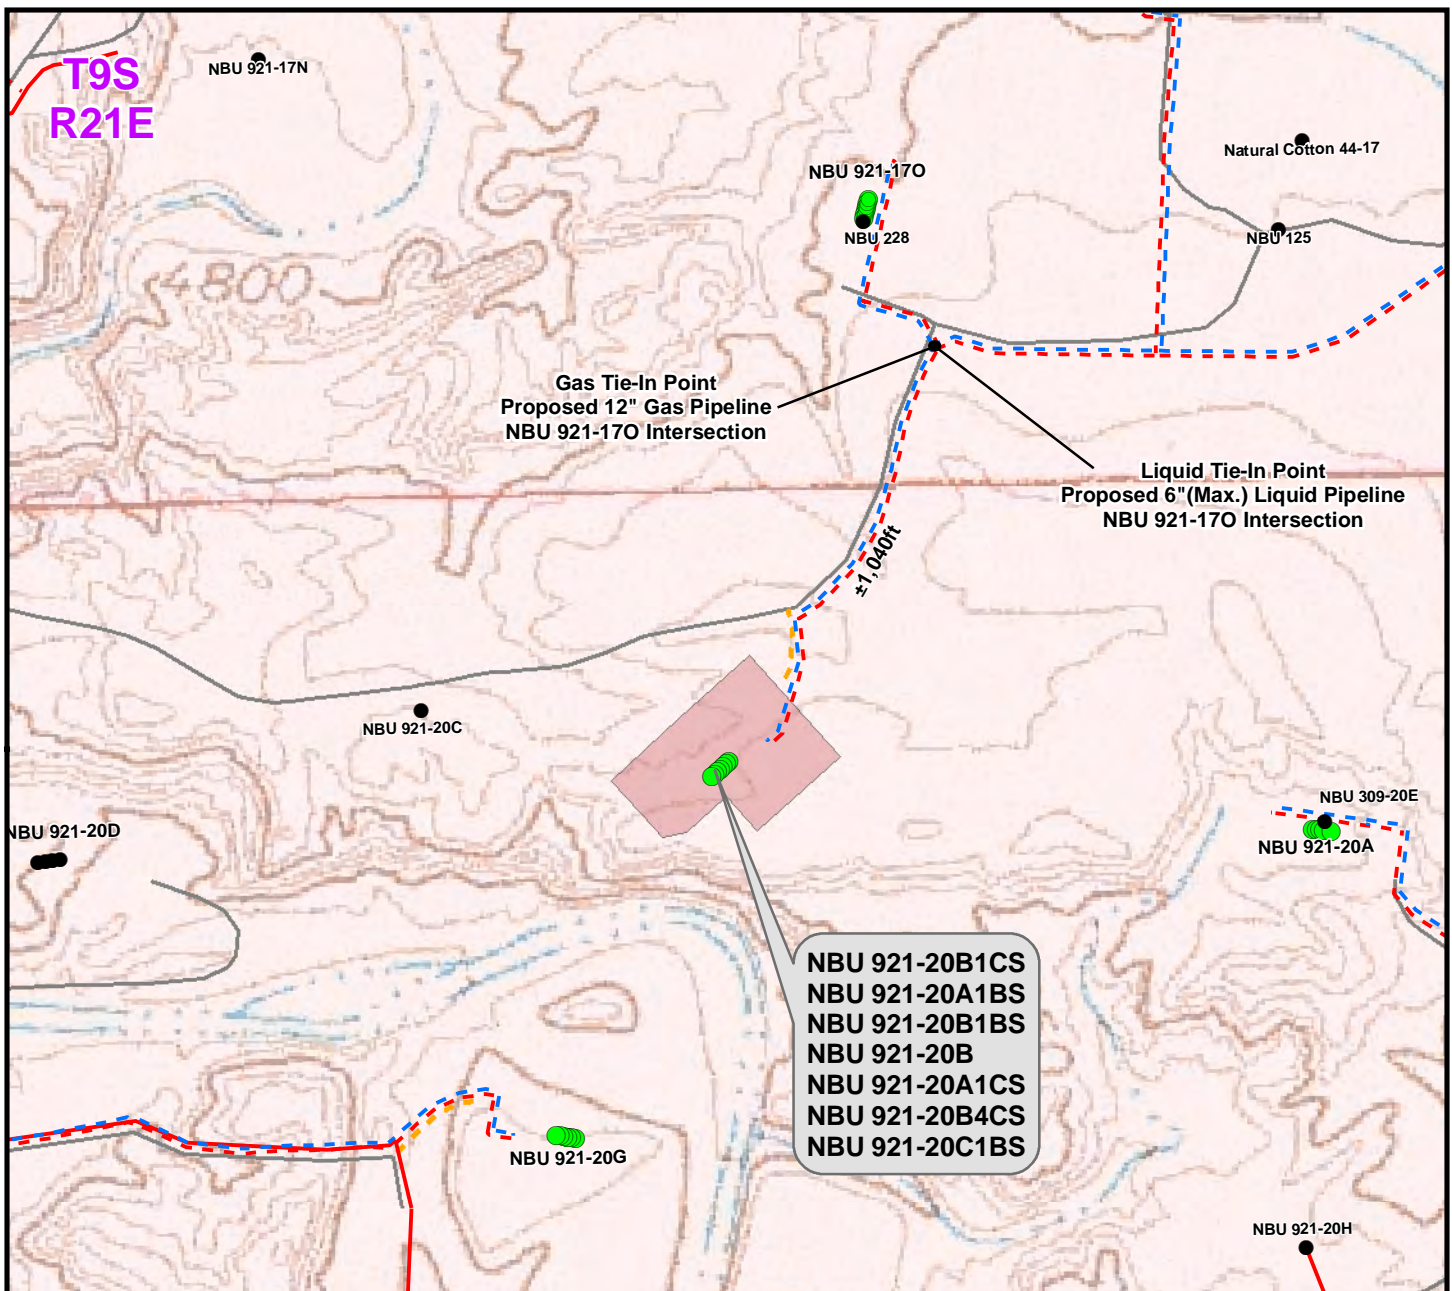 T9S
R21E
NBU 921-17N
NBU 921-17O
NBU 228
Natural Cotton 44-17
NBU 125
4800
Gas Tie-In Point
Proposed 12" Gas Pipeline
NBU 921-17O Intersection
Liquid Tie-In Point
Proposed 6"(Max.) Liquid Pipeline
NBU 921-17O Intersection
±1,040ft
NBU 921-20C
NBU 921-20D
NBU 309-20E
NBU 921-20A
NBU 921-20B1CS
NBU 921-20A1BS
NBU 921-20B1BS
NBU 921-20B
NBU 921-20A1CS
NBU 921-20B4CS
NBU 921-20C1BS
NBU 921-20G
NBU 921-20H